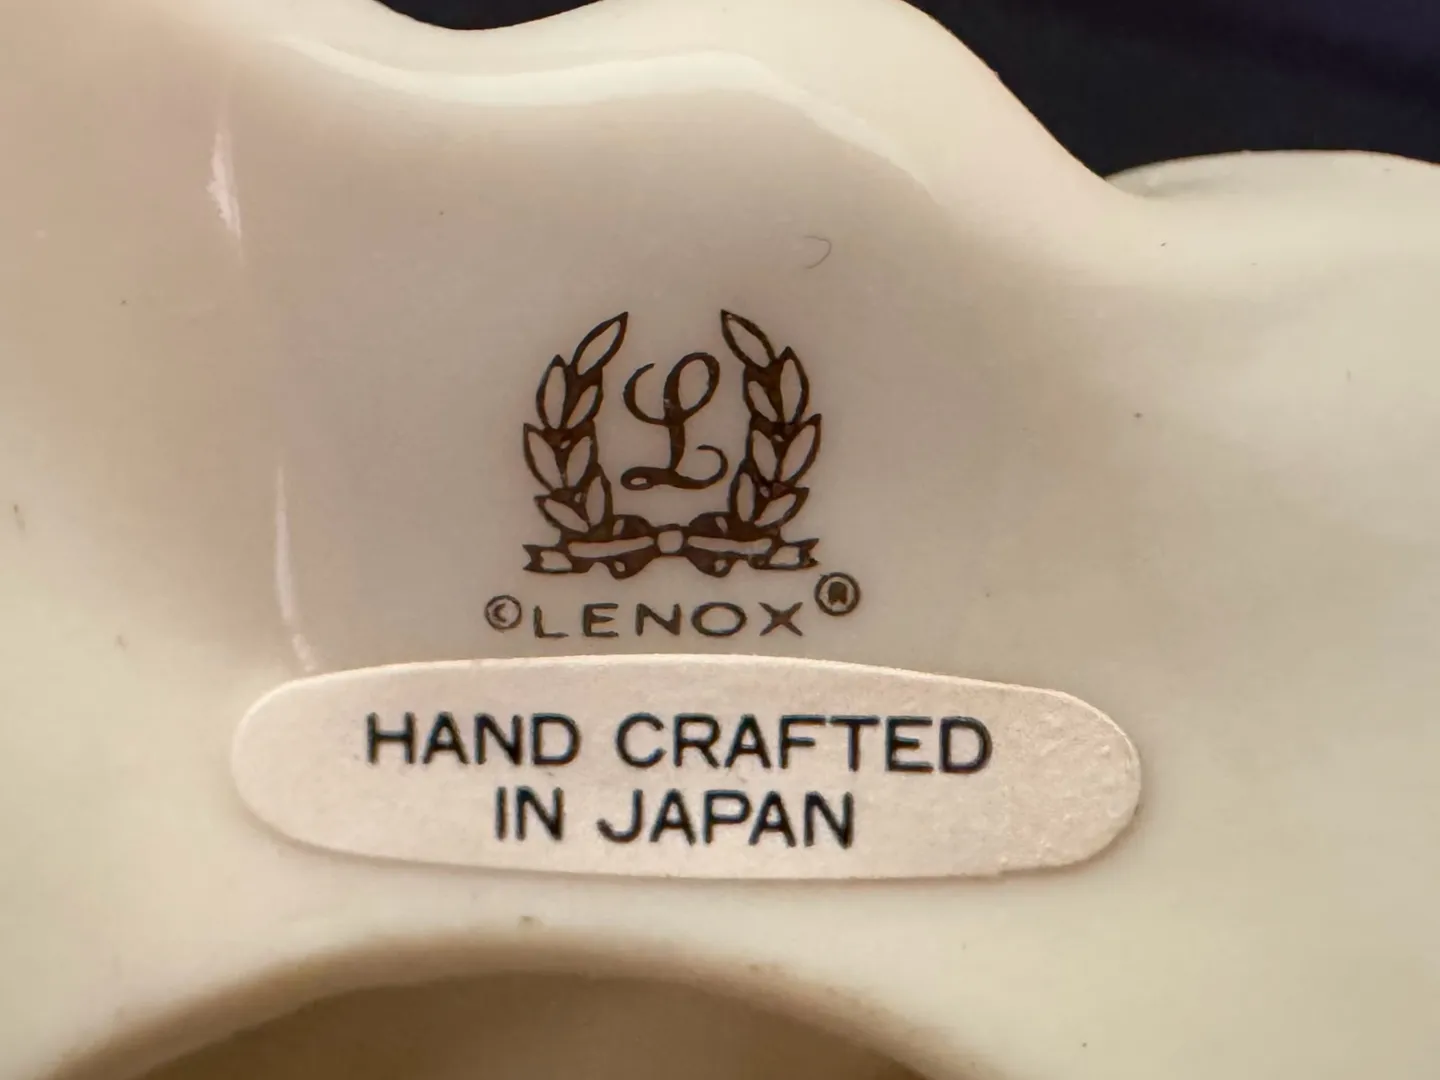 L
©LENOX®
HAND CRAFTED
IN JAPAN